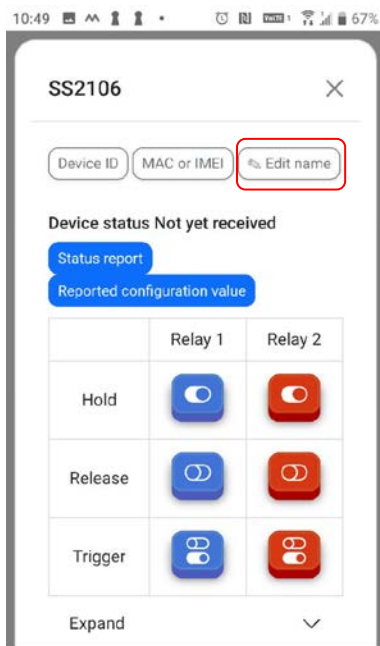 10:49 67%
SS2106
Device ID MAC or IMEI Edit name
Device status Not yet received
Status report
Reported configuration value
Relay 1 Relay 2
Hold
Release
Trigger
Expand